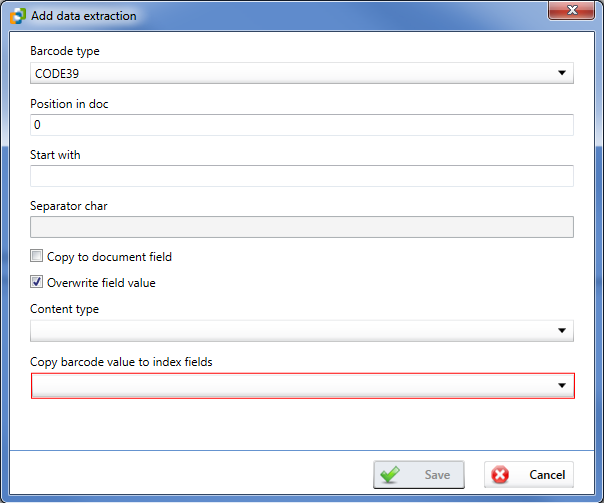 Add data extraction
Barcode type
CODE39
Position in doc
0
Start with
Separator char
Copy to document field
Overwrite field value
Content type
Copy barcode value to index fields
Save
Cancel